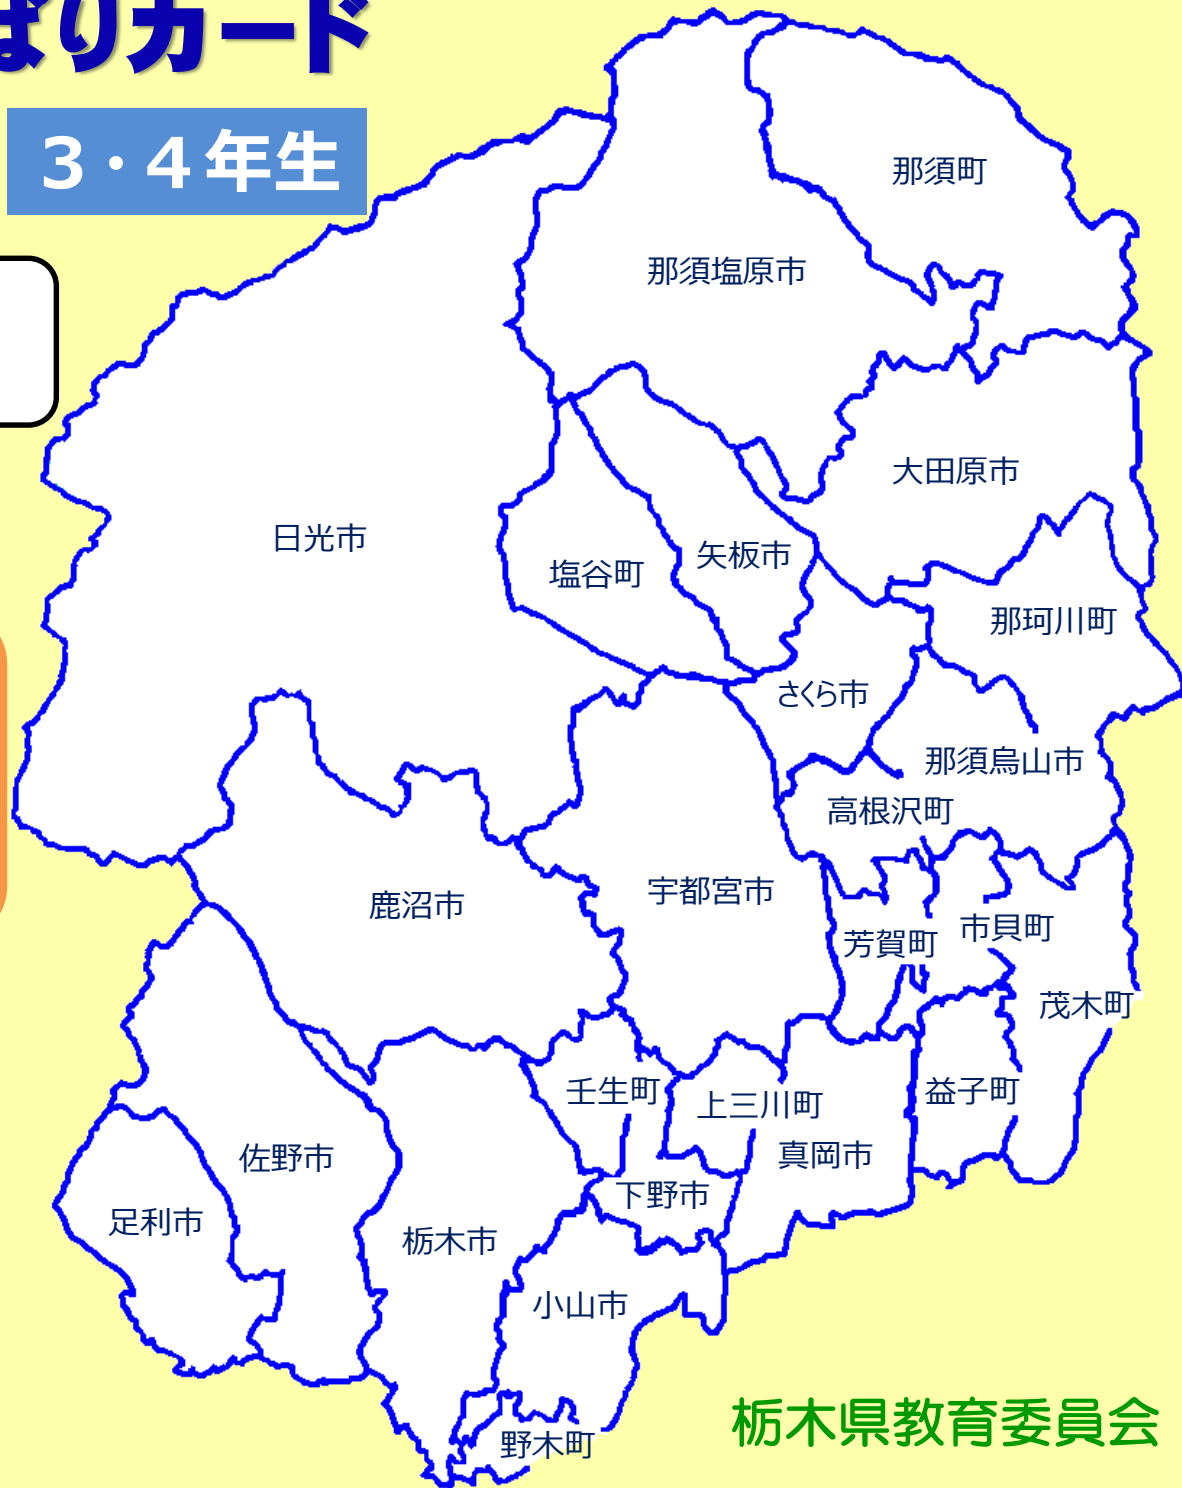 ぱりカード
3・4年生
那須町
那須塩原市
大田原市
日光市
矢板市
塩谷町
那珂川町
さくら市
那須烏山市
高根沢町
宇都宮市
鹿沼市
市貝町
芳賀町
茂木町
益子町
壬生町
上三川町
真岡市
佐野市
下野市
足利市
栃木市
小山市
野木町
栃木県教育委員会